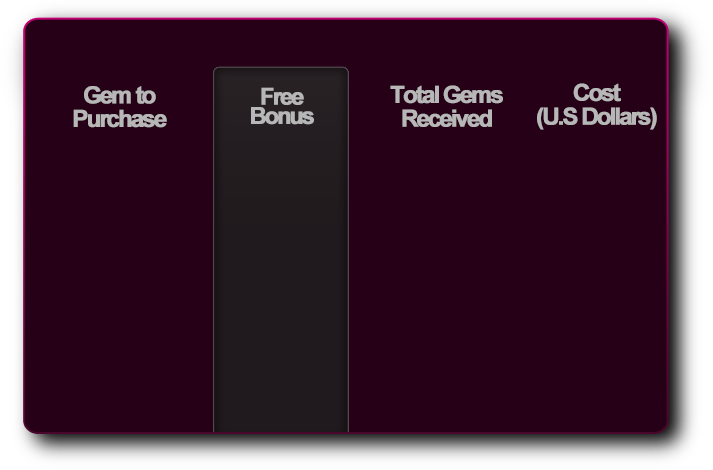 Gem to
Purchase
Free
Bonus
Total Gems
Received
Cost
(U.S Dollars)